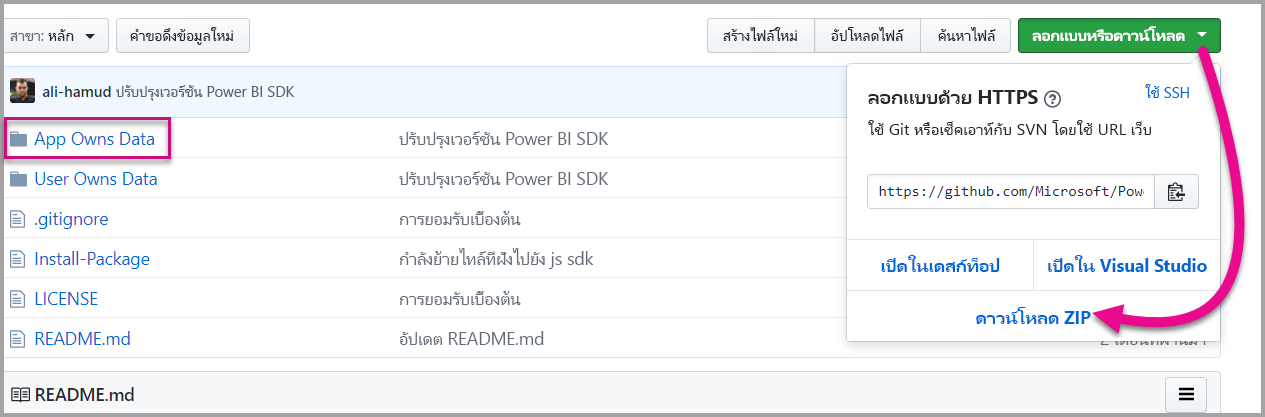 สาขา: หลัก
คำขอดึงข้อมูลใหม่
สร้างไฟล์ใหม่
อัปโหลดไฟล์
ค้นหาไฟล์
ลอกแบบหรือดาวน์โหลด
ali-hamud ปรับปรุงเวอร์ชัน Power BI SDK
App Owns Data ปรับปรุงเวอร์ชัน Power BI SDK
User Owns Data ปรับปรุงเวอร์ชัน Power BI SDK
.gitignore การยอมรับเบื้องต้น
Install-Package กำลังย้ายไทล์ที่ฝังไปยัง js sdk
LICENSE การยอมรับเบื้องต้น
README.md อัปเดต README.md
ลอกแบบด้วย HTTPS
ใช้ SSH
ใช้ Git หรือเช็คเอาท์กับ SVN โดยใช้ URL เว็บ
https://github.com/Microsoft/Pow
เปิดในเดสก์ท็อป
เปิดใน Visual Studio
ดาวน์โหลด ZIP
README.md